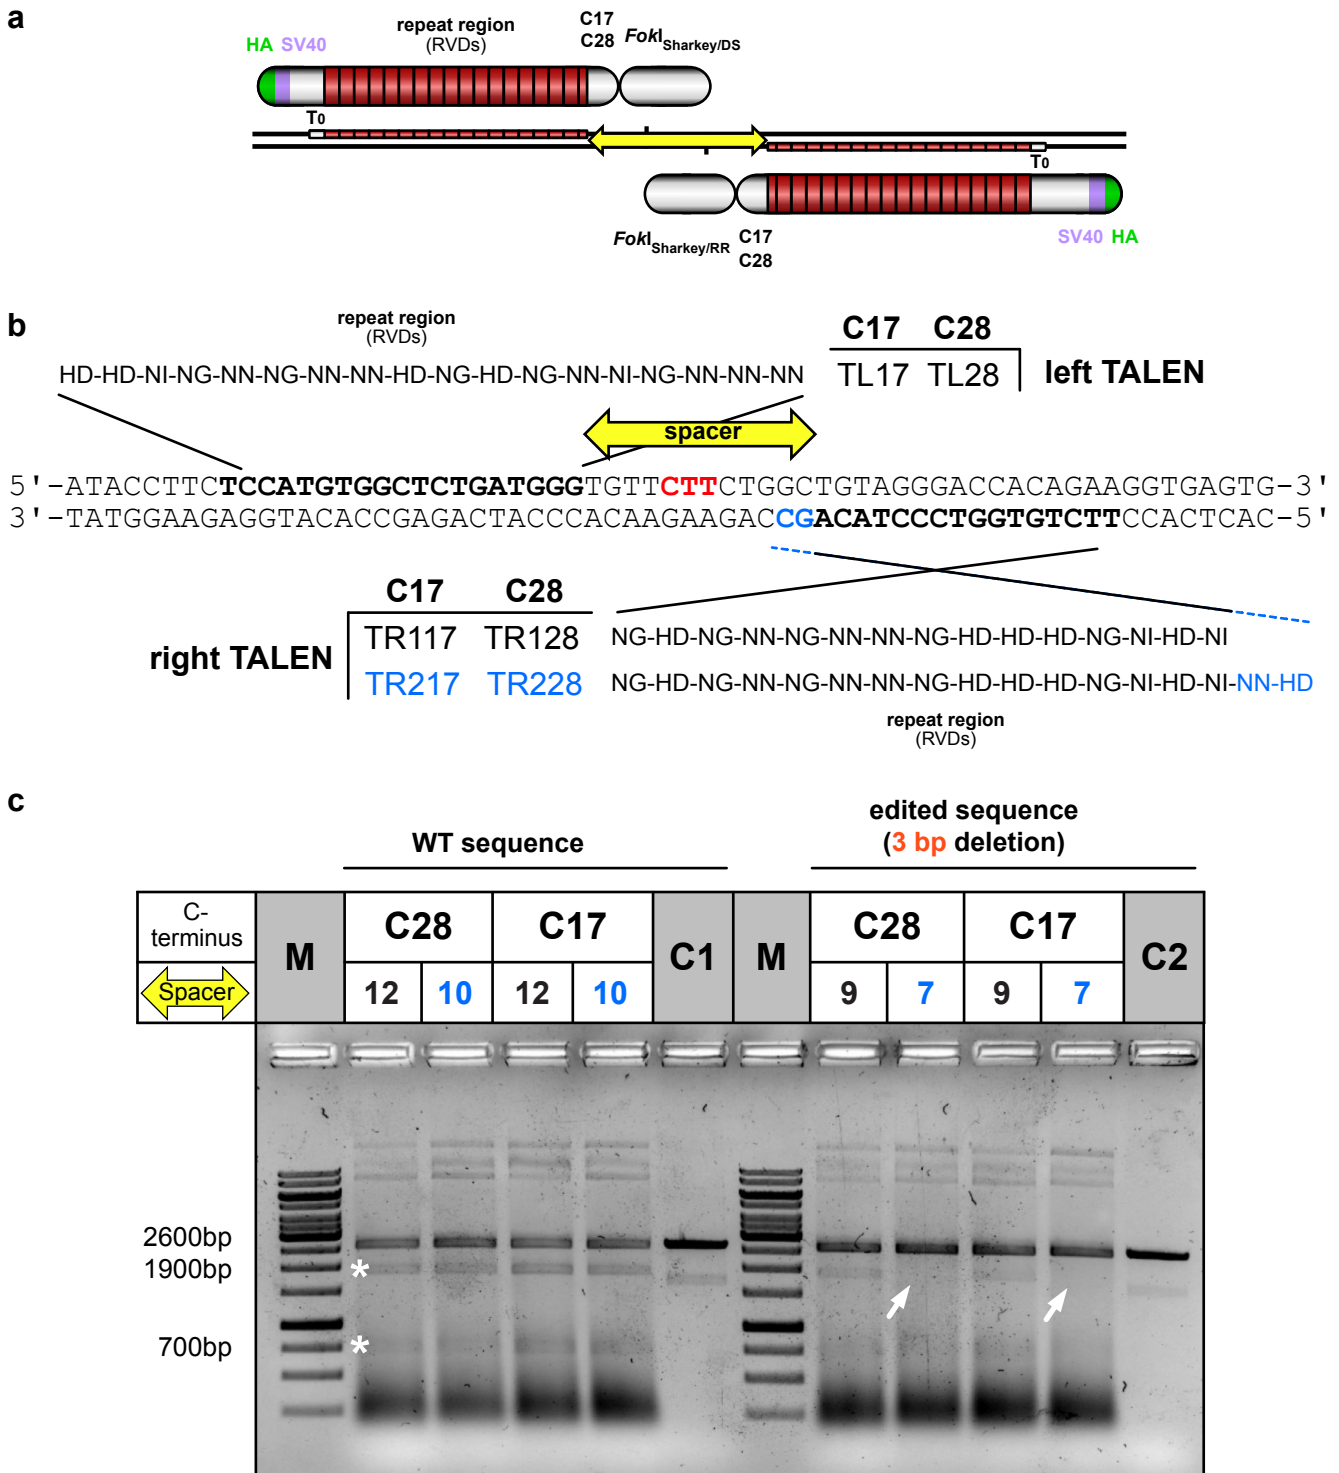 a
repeat region
(RVDs)
C17
C28
FokI Sharkey/DS
HA SV40
T0
T0
FokI Sharkey/RR
C17
C28
SV40 HA
b
repeat region
(RVDs)
C17 C28
HD-HD-NI-NG-NN-NG-NN-NN-HD-NG-HD-NG-NN-NI-NG-NN-NN-NN
TL17 TL28
left TALEN
spacer
5'-ATACCTTCTCCATGTGGCTCTGATGGGTGTTCTTCTGGCTGTAGGGACCACAGAAGGTGAGTG-3'
3'-TATGGAAGAGGTACACCGAGACTACCCACAAGAAGACCGACATCCCTGGTGTCTTCCACTCAC-5'
C17 C28
right TALEN
TR117 TR128
NG-HD-NG-NN-NG-NN-NN-NG-HD-HD-HD-NG-NI-HD-NI
TR217 TR228
NG-HD-NG-NN-NG-NN-NN-NG-HD-HD-HD-NG-NI-HD-NI-NN-HD
repeat region
(RVDs)
c
WT sequence
edited sequence
(3 bp deletion)
C-
terminus
M
C28
C17
C1
M
C28
C17
C2
Spacer
12
10
12
10
9
7
9
7
2600bp
1900bp
*
700bp
*